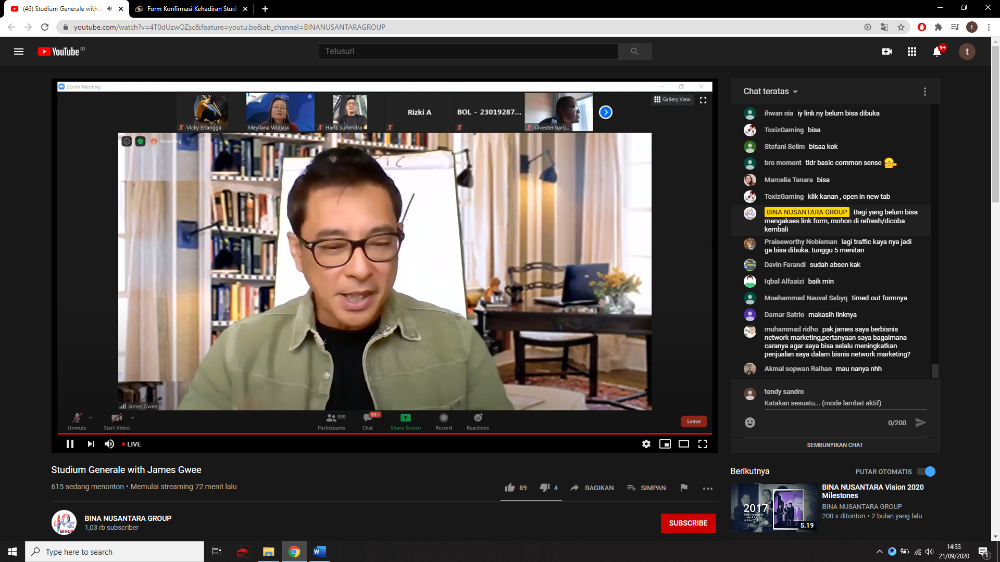 (46) Studium Generale with J
Form Konfirmasi Kehadiran Studi
youtube.com/watch?v=4T0dUzwOZsc&feature=youtu.be&ab_channel=BINANUSANTARAGROUP
t
YouTube ID
Telusuri
9+
t
Zoom Meeting
Gallery View
Rizki A
BOL - 23019287...
Vicky Erlangga
Meyliana Widjaja
Haris Suhendra
silvester harij...
Recording
James Gwee
Unmute
Start Video
999
Participants
99+
Chat
Share Screen
Record
Reactions
Leave
LIVE
Studium Generale with James Gwee
615 sedang menonton • Memulai streaming 72 menit lalu
89
4
BAGIKAN
SIMPAN
BINA NUSANTARA GROUP
1,03 rb subscriber
BINUS
SUBSCRIBE
Chat teratas
ihwan nia iy link ny belum bisa dibuka
ToxizGaming bisa
Stefani Selim bisaa kok
bro moment tldr basic common sense
Marcelia Tanara bisa
ToxizGaming klik kanan , open in new tab
BINA NUSANTARA GROUP Bagi yang belum bisa
mengakses link form, mohon di refresh/dicoba
kembali
Praiseworthy Nobleman lagi traffic kaya nya jadi
ga bisa dibuka. tunggu 5 menitan
Davin Farandi sudah absen kak
Iqbal Alfaaizi baik min
Moehammad Nauval Sabyq timed out formnya
Damar Satrio makasih linknya
muhammad ridho pak james saya berbisnis
network marketing,pertanyaan saya bagaimana
caranya agar saya bisa selalu meningkatkan
penjualan saya dalam bisnis network marketing?
Akmal sopwan Raihan mau nanya nhh
tendy sandro
Katakan sesuatu... (mode lambat aktif)
0/200
SEMBUNYIKAN CHAT
Berikutnya
PUTAR OTOMATIS
2017
Best Companies
to Work for
in Asia 2017
5.19
BINA NUSANTARA Vision 2020
Milestones
BINA NUSANTARA GROUP
200 x ditonton • 2 bulan yang lalu
Type here to search
14:33
21/09/2020
1